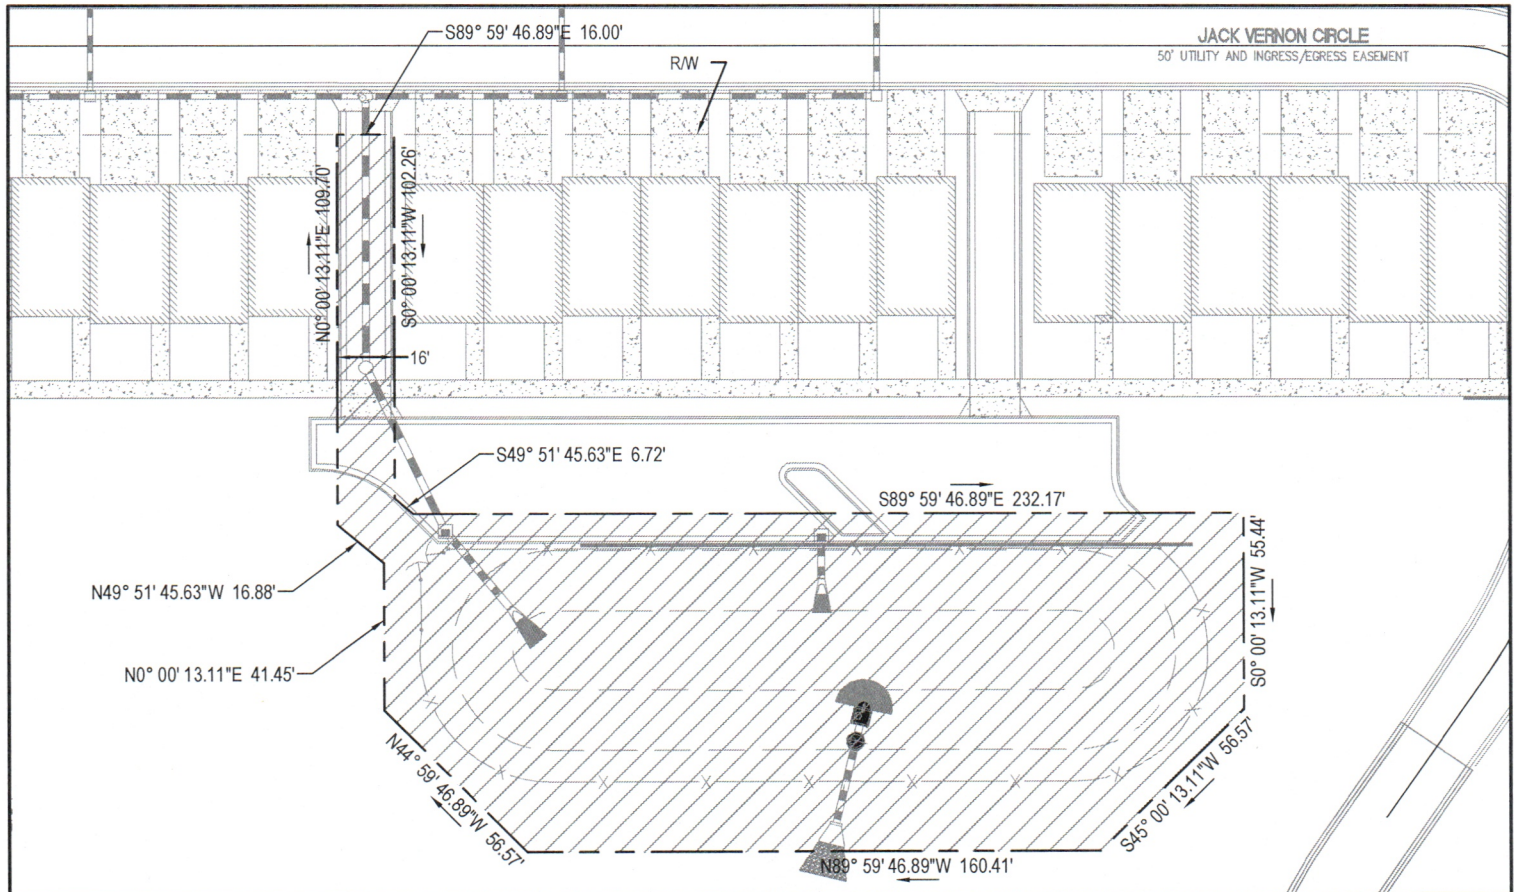 S89° 59' 46.89"E 16.00'
JACK VERNON CIRCLE
50' UTILITY AND INGRESS/EGRESS EASEMENT
R/W
N0° 00' 13.11"E 109.70'
S0° 00' 13.11"W 102.26'
16'
S49° 51' 45.63"E 6.72'
S89° 59' 46.89"E 232.17'
S0° 00' 13.11"W 55.44'
N49° 51' 45.63"W 16.88'
N0° 00' 13.11"E 41.45'
N44° 59' 46.89"W 56.57'
S45° 00' 13.11"W 56.57'
N89° 59' 46.89"W 160.41'